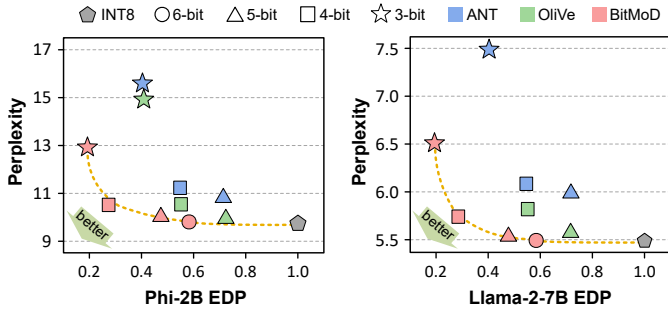 INT8 6-bit 5-bit 4-bit 3-bit ANT OliVe BitMoD
Perplexity
17
15
13
11
9
better
0.2 0.4 0.6 0.8 1.0
Phi-2B EDP
Perplexity
7.5
7.0
6.5
6.0
5.5
better
0.2 0.4 0.6 0.8 1.0
Llama-2-7B EDP